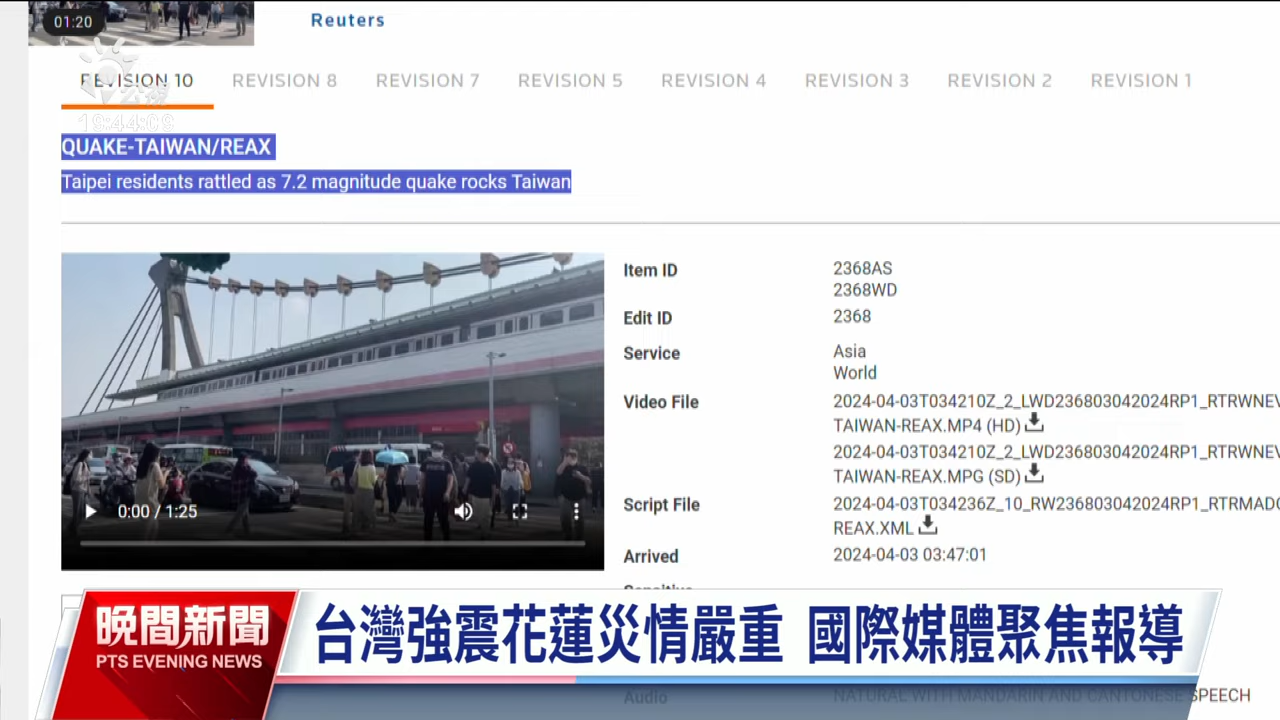 01:20
Reuters
REVISION 10 REVISION 8 REVISION 7 REVISION 5 REVISION 4 REVISION 3 REVISION 2 REVISION 1
公視
19:44:09
QUAKE-TAIWAN/REAX
Taipei residents rattled as 7.2 magnitude quake rocks Taiwan
Item ID 2368AS
2368WD
Edit ID 2368
Service Asia
World
Video File 2024-04-03T034210Z_2_LWD236803042024RP1_RTRWNEV
TAIWAN-REAX.MP4 (HD)
2024-04-03T034210Z_2_LWD236803042024RP1_RTRWNEV
TAIWAN-REAX.MPG (SD)
Script File 2024-04-03T034236Z_10_RW236803042024RP1_RTRMADC
REAX.XML
Arrived 2024-04-03 03:47:01
0:00 / 1:25
晚間新聞
PTS EVENING NEWS
台灣強震花蓮災情嚴重 國際媒體聚焦報導
Audio NATURAL WITH MANDARIN AND CANTONESE SPEECH